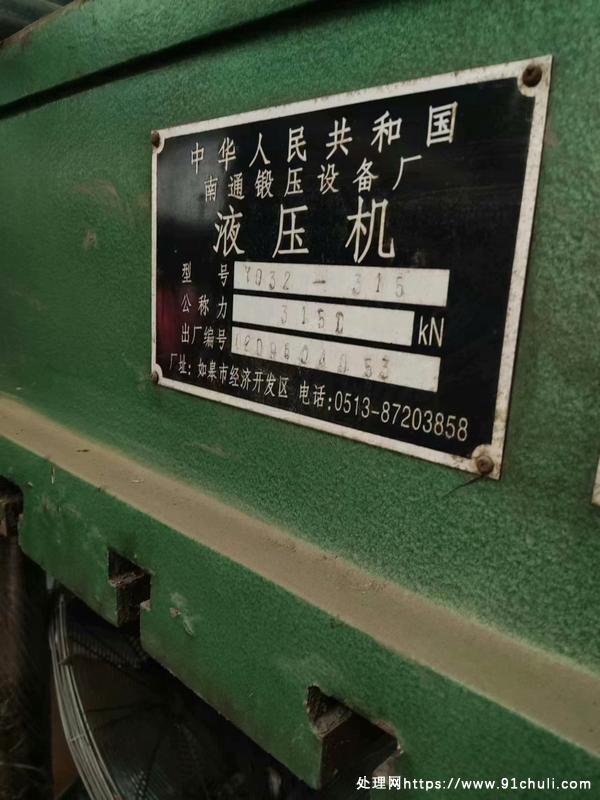 中华人民共和国
南通锻压设备厂
液压机
型号 YD32-315
公称力 3150 kN
出厂编号
厂址:如皋市经济开发区 电话:0513-87203858
处理网https://www.91chuli.com